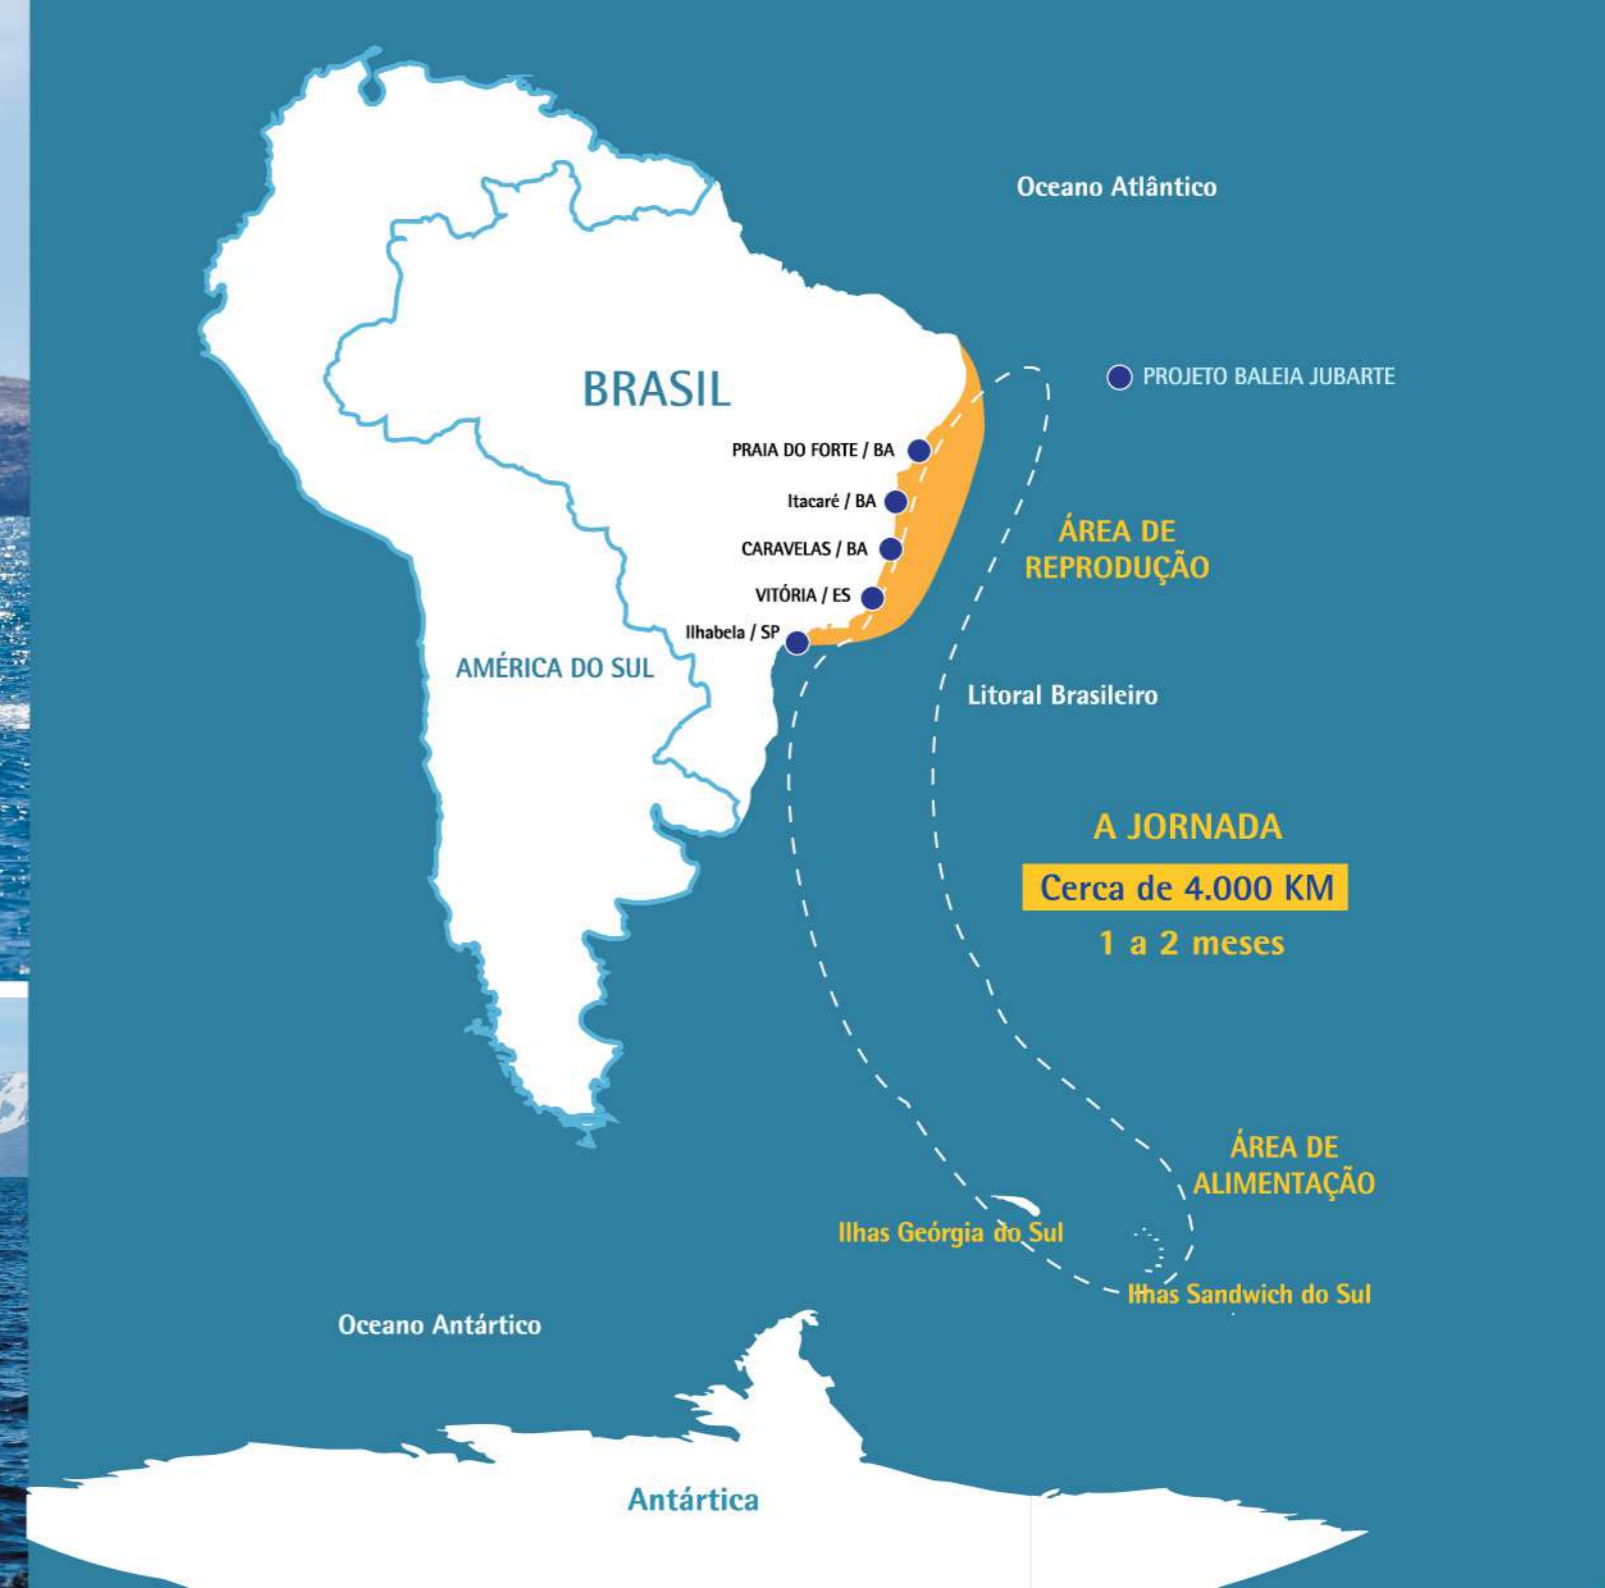 Oceano Atlântico
PROJETO BALEIA JUBARTE
BRASIL
PRAIA DO FORTE / BA
Itacaré / BA
CARAVELAS / BA
VITÓRIA / ES
Ilhabela / SP
ÁREA DE
REPRODUÇÃO
AMÉRICA DO SUL
Litoral Brasileiro
A JORNADA
Cerca de 4.000 KM
1 a 2 meses
ÁREA DE
ALIMENTAÇÃO
Ilhas Geórgia do Sul
Ilhas Sandwich do Sul
Oceano Antártico
Antártica